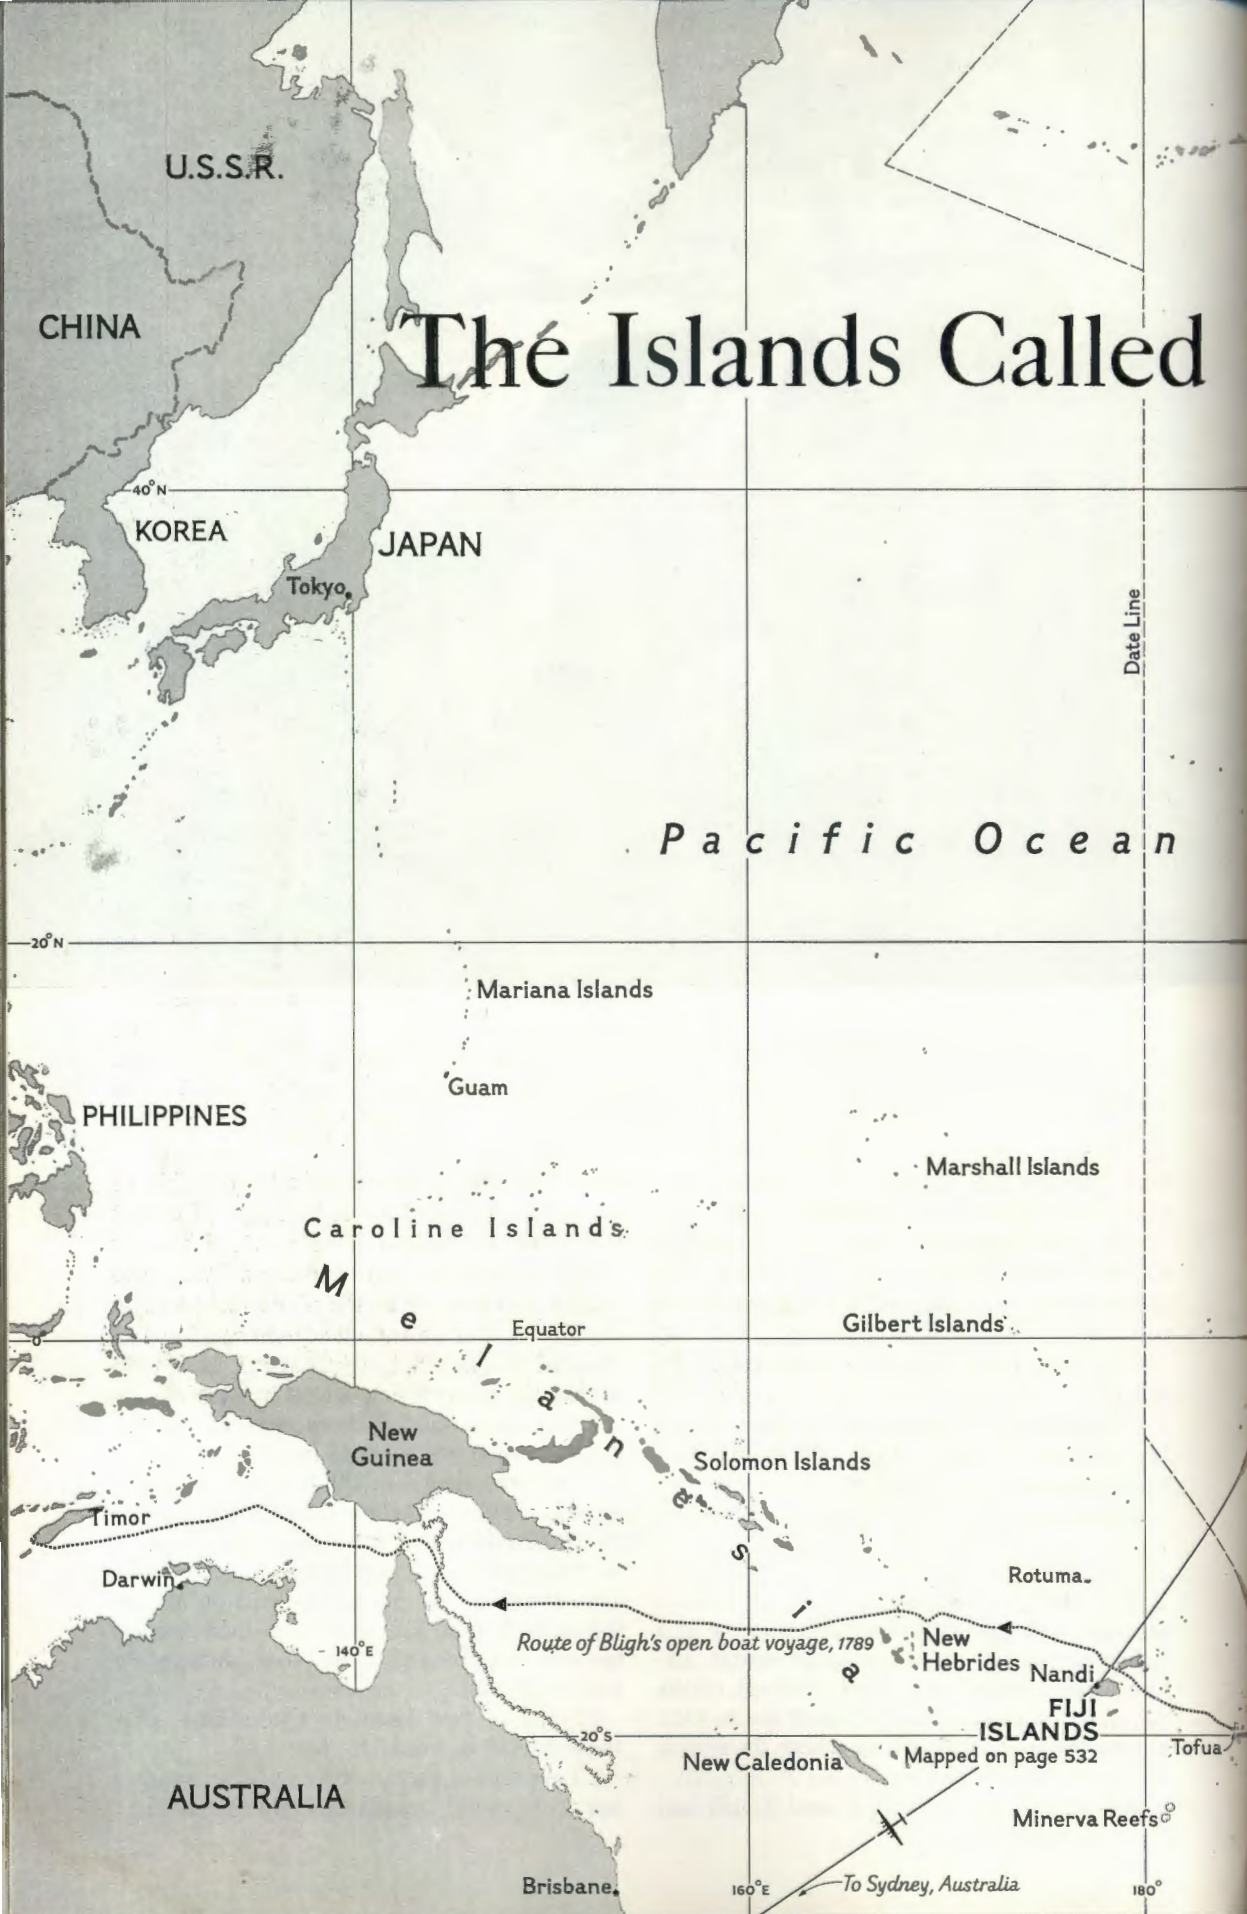 U.S.S.R.
CHINA
The Islands Called
40°N
KOREA
JAPAN
Tokyo
Date Line
Pacific Ocean
20°N
Mariana Islands
Guam
PHILIPPINES
Marshall Islands
Caroline Islands
Melanesia
Gilbert Islands
Equator
0°
New
Guinea
Solomon Islands
Timor
Darwin
Rotuma
140°E
Route of Bligh's open boat voyage, 1789
New
Hebrides
Nandi
FIJI
ISLANDS
20°S
Mapped on page 532
Tofua
New Caledonia
AUSTRALIA
Minerva Reefs
Brisbane
160°E
To Sydney, Australia
180°